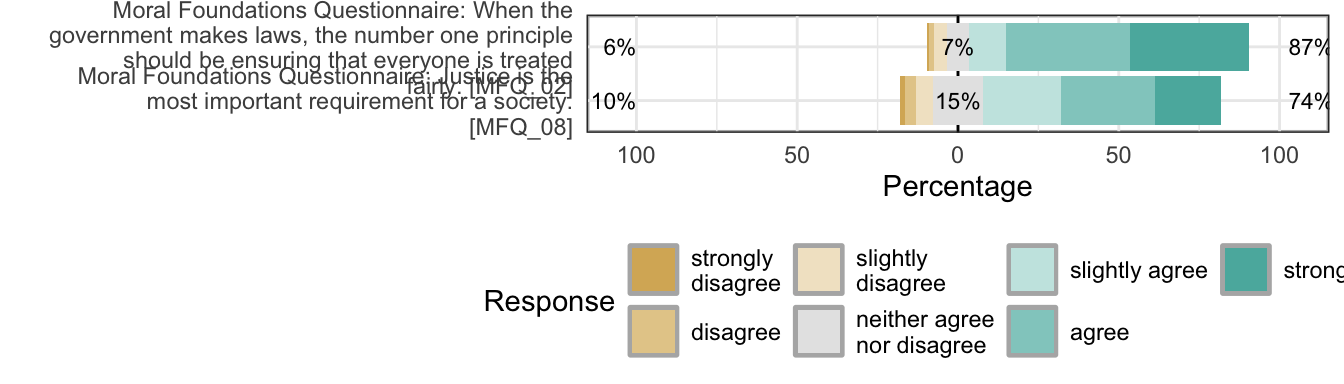 Moral Foundations Questionnaire: When the
government makes laws, the number one principle
should be ensuring that everyone is treated
fairly: [MFQ_02]
Moral Foundations Questionnaire: Justice is the
most important requirement for a society:
[MFQ_08]
6% 7% 87%
10% 15% 74%
100 50 0 50 100
Percentage
Response
strongly
disagree
disagree
slightly
disagree
neither agree
nor disagree
slightly agree
agree
strong